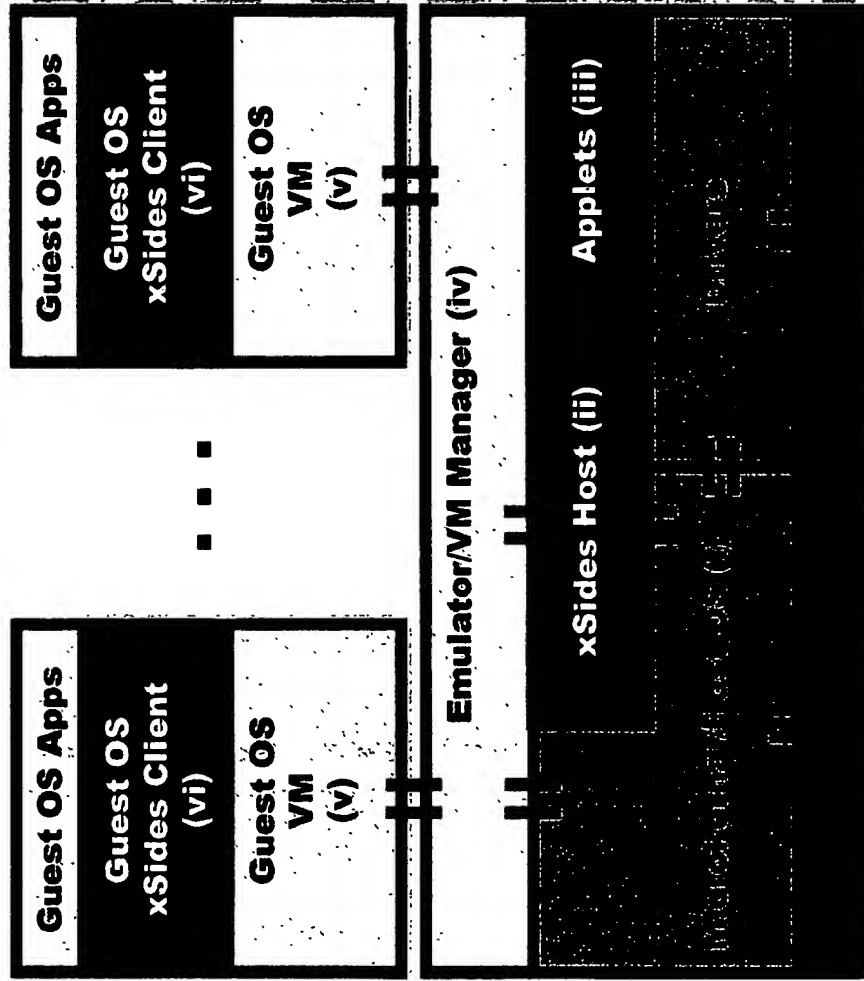 Guest OS Apps
Guest OS
xSides Client
(vi)
Guest OS
VM
(v)
Guest OS Apps
Guest OS
xSides Client
(vi)
Guest OS
VM
(v)
Emulator/VM Manager (iv)
xSides Host (ii)
Applets (iii)